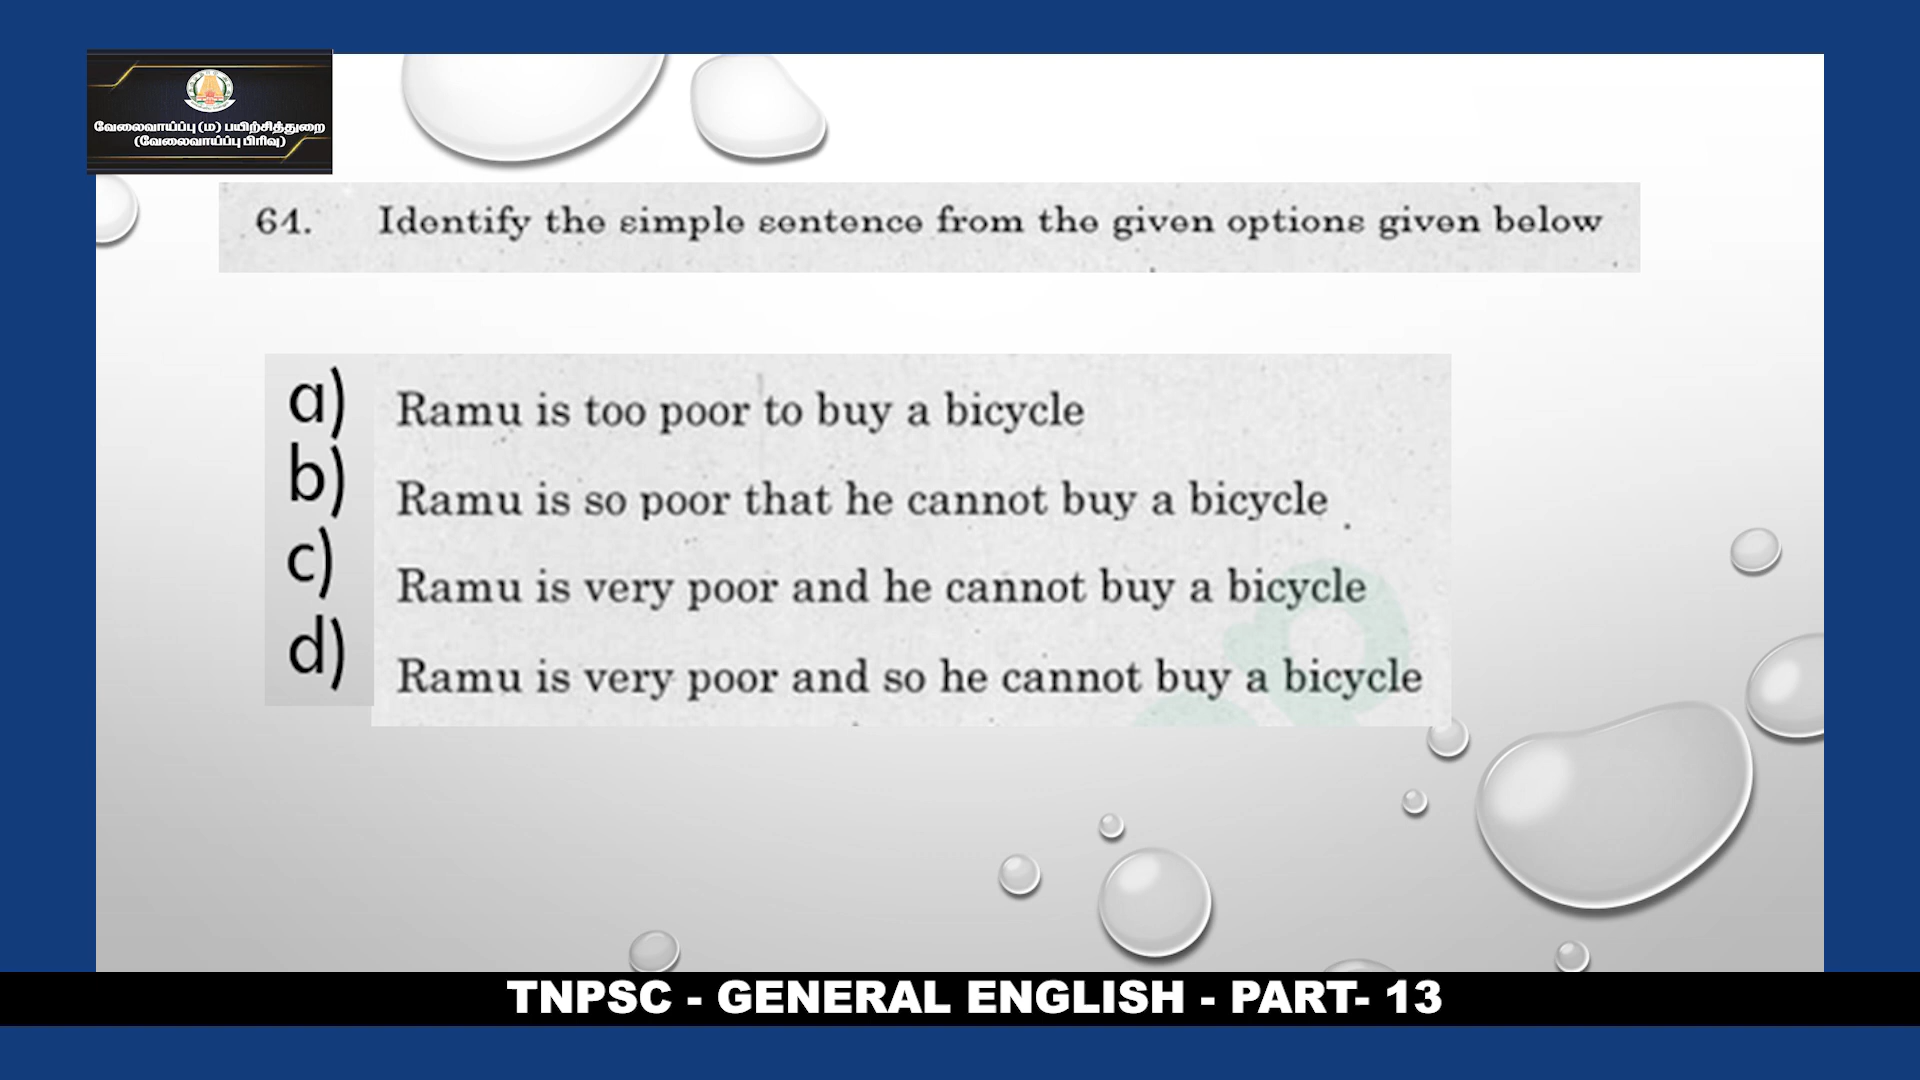 வேலைவாய்ப்பு (ம) பயிற்சித்துறை
(வேலைவாய்ப்பு பிரிவு)
61. Identify the simple sentence from the given options given below
a) Ramu is too poor to buy a bicycle
b) Ramu is so poor that he cannot buy a bicycle
c) Ramu is very poor and he cannot buy a bicycle
d) Ramu is very poor and so he cannot buy a bicycle
TNPSC - GENERAL ENGLISH - PART- 13